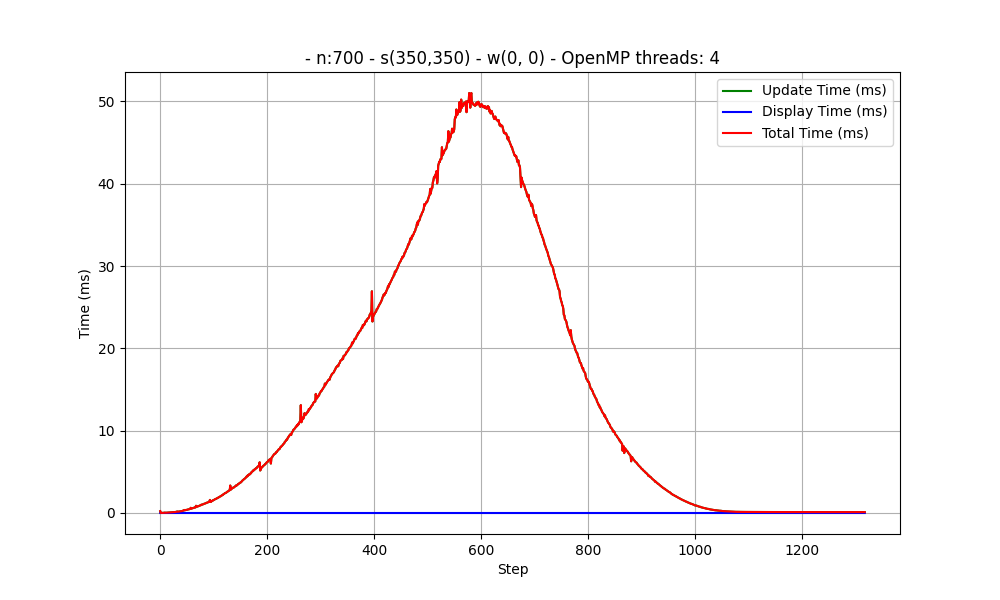 - n:700 - s(350,350) - w(0, 0) - OpenMP threads: 4
Update Time (ms)
Display Time (ms)
Total Time (ms)
Time (ms)
50
40
30
20
10
0
0 200 400 600 800 1000 1200
Step